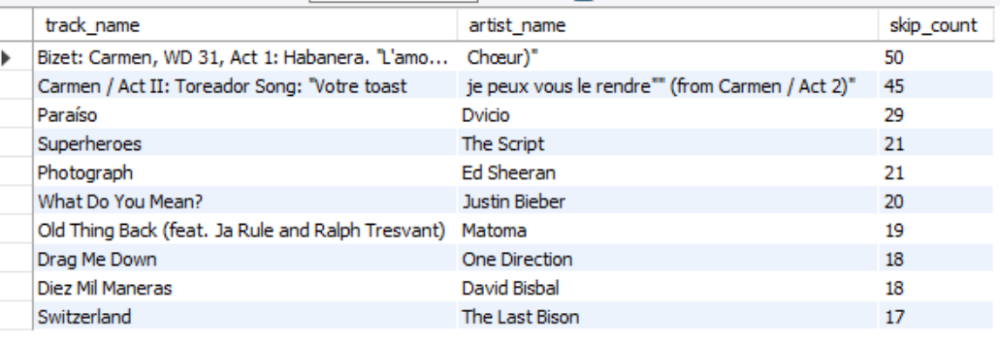 track_name artist_name skip_count
Bizet: Carmen, WD 31, Act 1: Habanera. "L'amo... Chœur)" 50
Carmen / Act II: Toreador Song: "Votre toast je peux vous le rendre"" (from Carmen / Act 2)" 45
Paraíso Dvicio 29
Superheroes The Script 21
Photograph Ed Sheeran 21
What Do You Mean? Justin Bieber 20
Old Thing Back (feat. Ja Rule and Ralph Tresvant) Matoma 19
Drag Me Down One Direction 18
Diez Mil Maneras David Bisbal 18
Switzerland The Last Bison 17